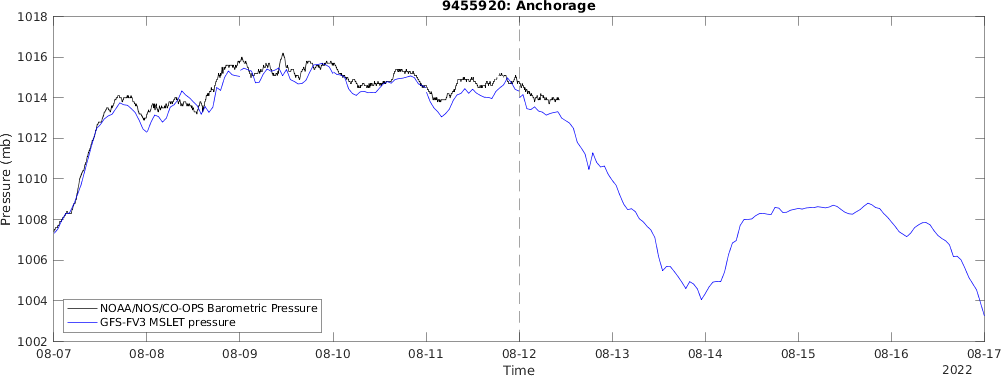 9455920: Anchorage
Pressure (mb)
1018
1016
1014
1012
1010
1008
1006
1004
1002
NOAA/NOS/CO-OPS Barometric Pressure
GFS-FV3 MSLET pressure
08-07 08-08 08-09 08-10 08-11 08-12 08-13 08-14 08-15 08-16 08-17
Time
2022